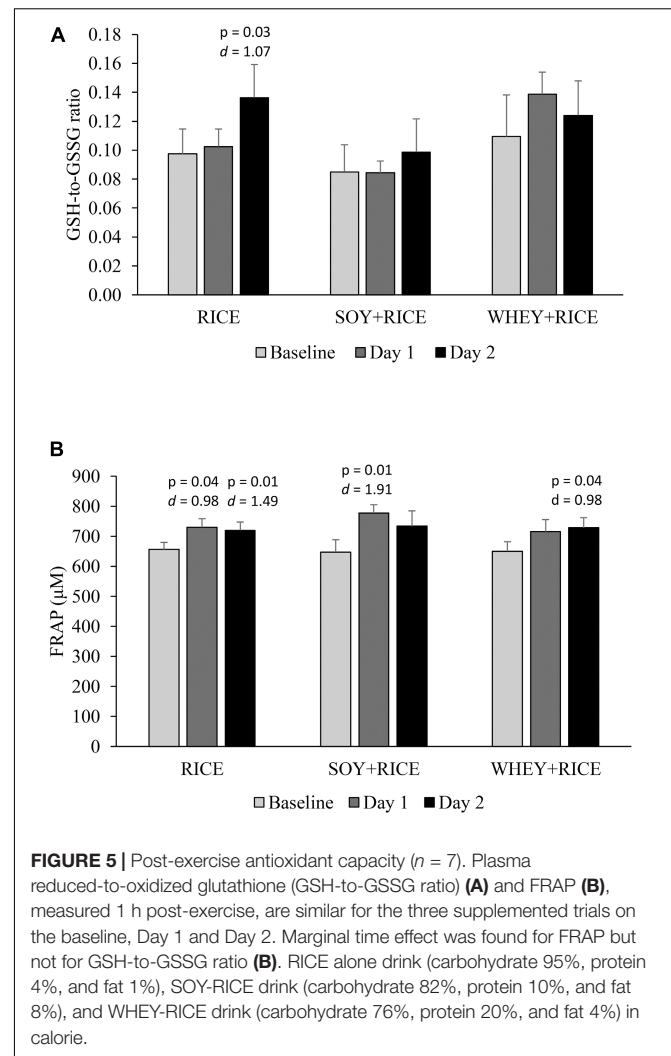 A
p = 0.03
d = 1.07
0.18
0.16
0.14
0.12
0.10
0.08
0.06
0.04
0.02
0.00
GSH-to-GSSG ratio
RICE SOY+RICE WHEY+RICE
Baseline Day 1 Day 2
B
900
800
700
600
500
400
300
200
100
0
FRAP (µM)
p = 0.04 p = 0.01
d = 0.98 d = 1.49
p = 0.01
d = 1.91
p = 0.04
d = 0.98
RICE SOY+RICE WHEY+RICE
Baseline Day 1 Day 2
FIGURE 5 | Post-exercise antioxidant capacity (n = 7). Plasma
reduced-to-oxidized glutathione (GSH-to-GSSG ratio) (A) and FRAP (B),
measured 1 h post-exercise, are similar for the three supplemented trials on
the baseline, Day 1 and Day 2. Marginal time effect was found for FRAP but
not for GSH-to-GSSG ratio (B). RICE alone drink (carbohydrate 95%, protein
4%, and fat 1%), SOY-RICE drink (carbohydrate 82%, protein 10%, and fat
8%), and WHEY-RICE drink (carbohydrate 76%, protein 20%, and fat 4%) in
calorie.